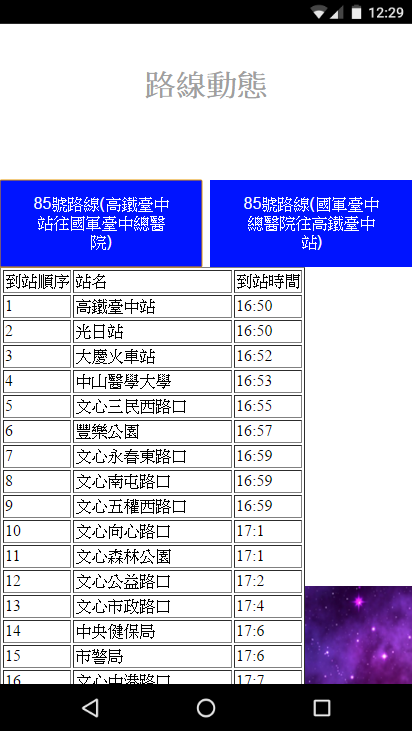 12:29
路線動態
85號路線(高鐵臺中
站往國軍臺中總醫
院)
85號路線(國軍臺中
總醫院往高鐵臺中
站)
到站順序 站名 到站時間
1 高鐵臺中站 16:50
2 光日站 16:50
3 大慶火車站 16:52
4 中山醫學大學 16:53
5 文心三民西路口 16:55
6 豐樂公園 16:57
7 文心永春東路口 16:59
8 文心南屯路口 16:59
9 文心五權西路口 16:59
10 文心向心路口 17:1
11 文心森林公園 17:1
12 文心公益路口 17:2
13 文心市政路口 17:4
14 中央健保局 17:6
15 市警局 17:6
16 文心中港路口 17:7